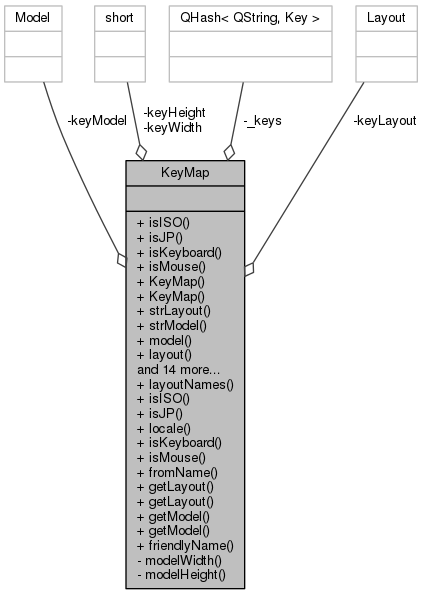 Model
short
QHash< QString, Key >
Layout
-keyModel
-keyHeight
-keyWidth
-_keys
-keyLayout
KeyMap
+ isISO()
+ isJP()
+ isKeyboard()
+ isMouse()
+ KeyMap()
+ KeyMap()
+ strLayout()
+ strModel()
+ model()
+ layout()
and 14 more...
+ layoutNames()
+ isISO()
+ isJP()
+ locale()
+ isKeyboard()
+ isMouse()
+ fromName()
+ getLayout()
+ getLayout()
+ getModel()
+ getModel()
+ friendlyName()
- modelWidth()
- modelHeight()